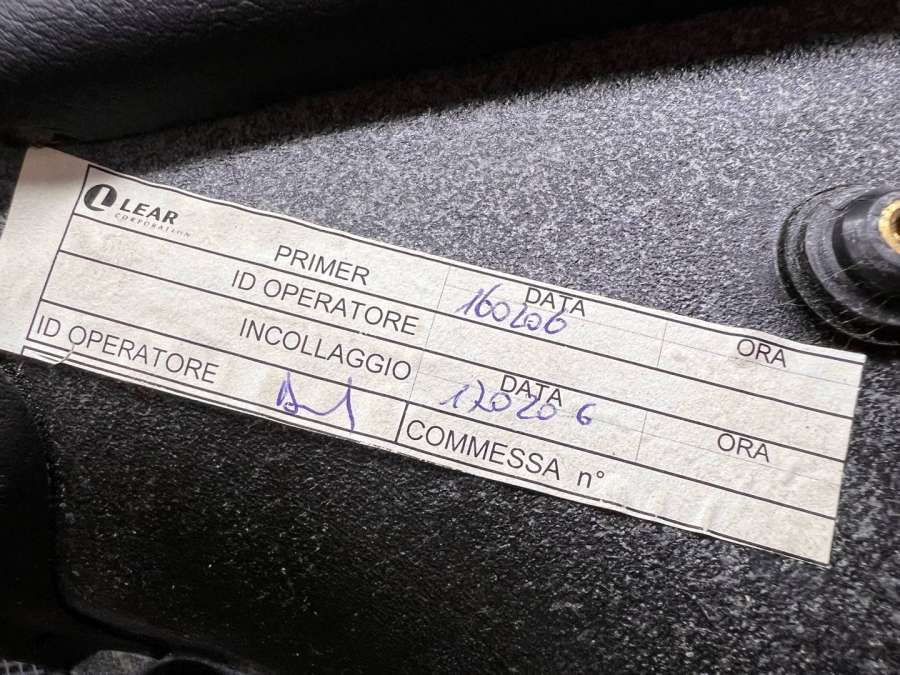 LEAR
CORPORATION
PRIMER DATA 160206 ORA
ID OPERATORE
INCOLLAGGIO DATA 170206 ORA
ID OPERATORE COMMESSA n°